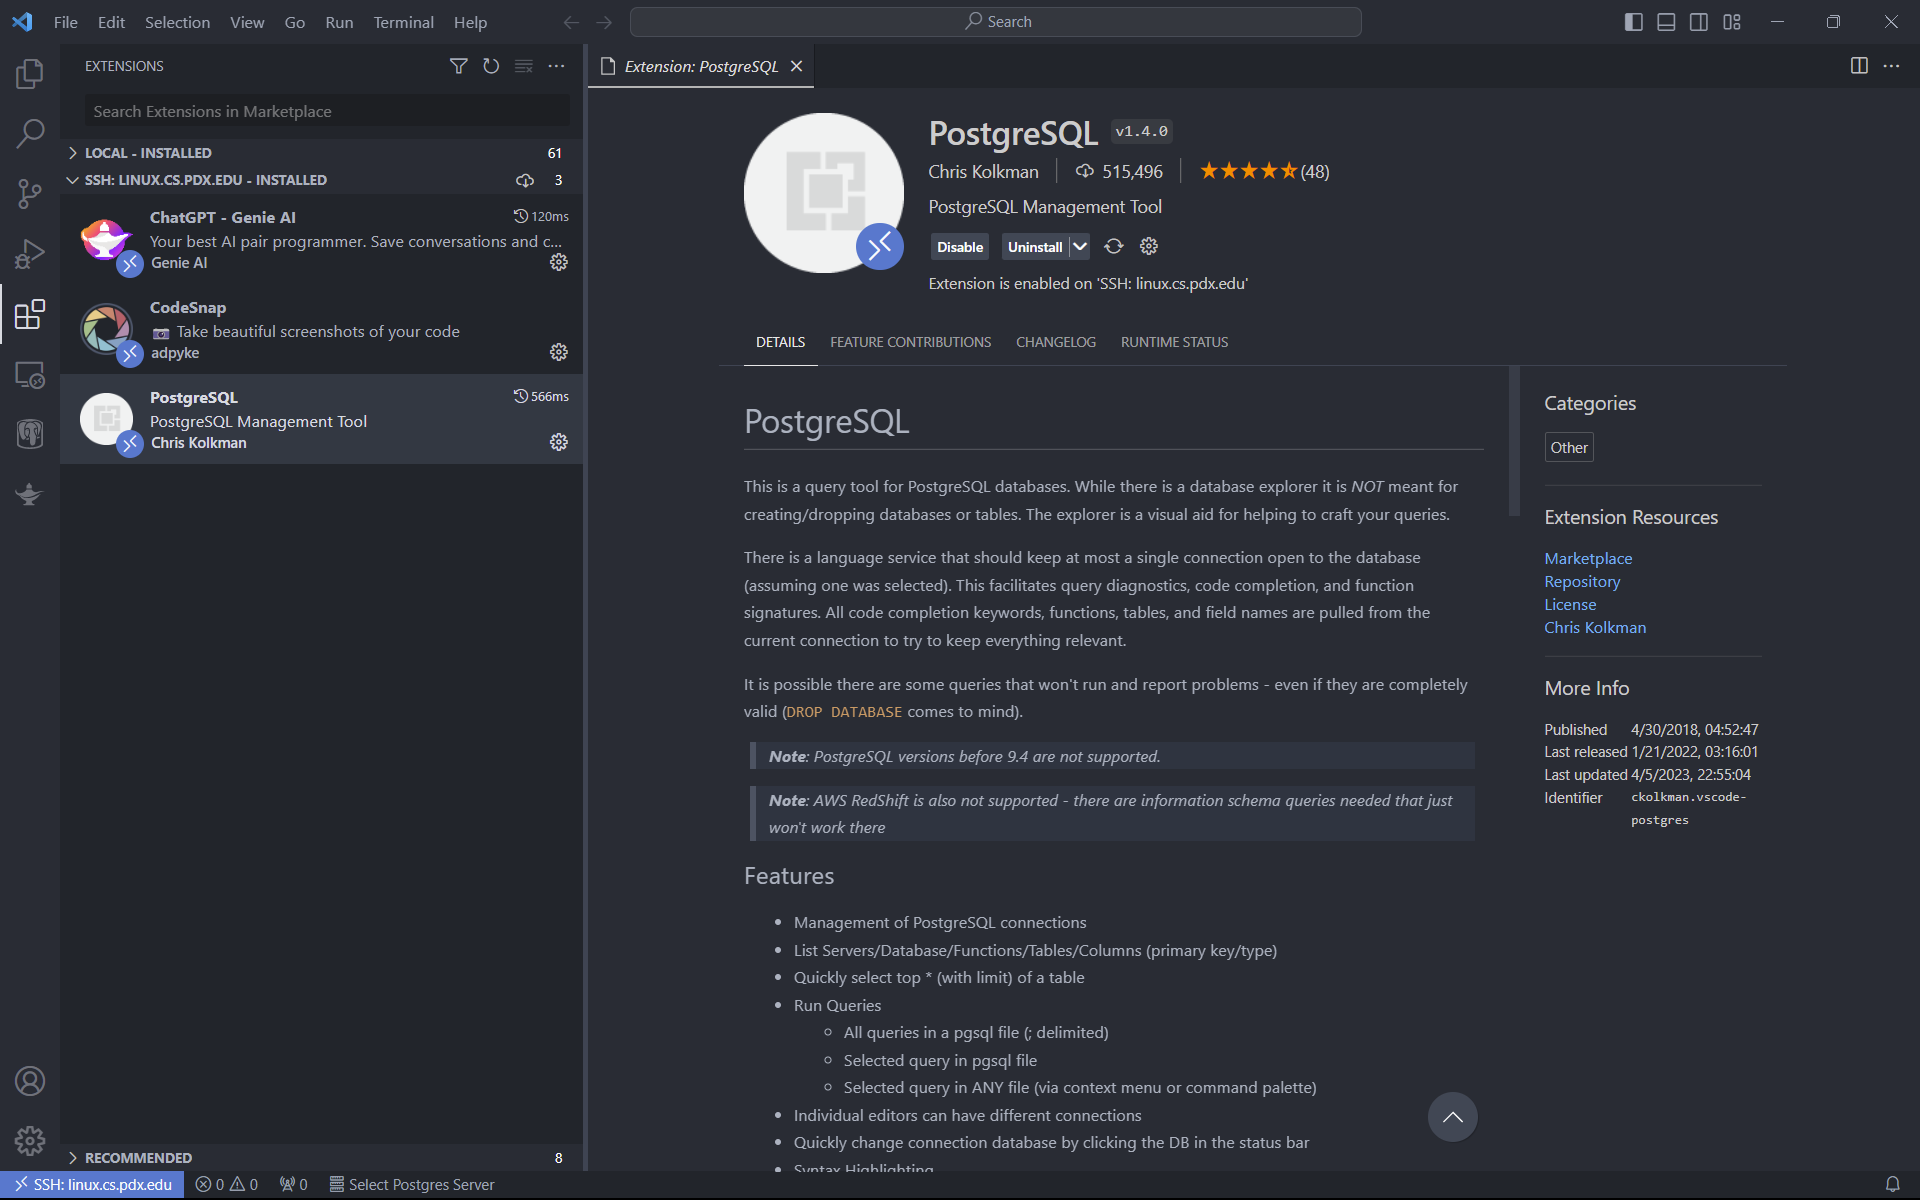 File Edit Selection View Go Run Terminal Help
Search
EXTENSIONS
Search Extensions in Marketplace
LOCAL - INSTALLED 61
SSH: LINUX.CS.PDX.EDU - INSTALLED 3
ChatGPT - Genie AI 120ms
Your best AI pair programmer. Save conversations and c...
Genie AI
CodeSnap
📷 Take beautiful screenshots of your code
adpyke
PostgreSQL 566ms
PostgreSQL Management Tool
Chris Kolkman
RECOMMENDED 8
Extension: PostgreSQL
PostgreSQL v1.4.0
Chris Kolkman 515,496 (48)
PostgreSQL Management Tool
Disable Uninstall
Extension is enabled on 'SSH: linux.cs.pdx.edu'
DETAILS FEATURE CONTRIBUTIONS CHANGELOG RUNTIME STATUS
PostgreSQL
This is a query tool for PostgreSQL databases. While there is a database explorer it is NOT meant for
creating/dropping databases or tables. The explorer is a visual aid for helping to craft your queries.
There is a language service that should keep at most a single connection open to the database
(assuming one was selected). This facilitates query diagnostics, code completion, and function
signatures. All code completion keywords, functions, tables, and field names are pulled from the
current connection to try to keep everything relevant.
It is possible there are some queries that won't run and report problems - even if they are completely
valid (DROP DATABASE comes to mind).
Note: PostgreSQL versions before 9.4 are not supported.
Note: AWS RedShift is also not supported - there are information schema queries needed that just
won't work there
Features
• Management of PostgreSQL connections
• List Servers/Database/Functions/Tables/Columns (primary key/type)
• Quickly select top * (with limit) of a table
• Run Queries
◦ All queries in a pgsql file (; delimited)
◦ Selected query in pgsql file
◦ Selected query in ANY file (via context menu or command palette)
• Individual editors can have different connections
• Quickly change connection database by clicking the DB in the status bar
• Syntax Highlighting
Categories
Other
Extension Resources
Marketplace
Repository
License
Chris Kolkman
More Info
Published 4/30/2018, 04:52:47
Last released 1/21/2022, 03:16:01
Last updated 4/5/2023, 22:55:04
Identifier ckolkman.vscode-
postgres
SSH: linux.cs.pdx.edu 0 0 0 Select Postgres Server